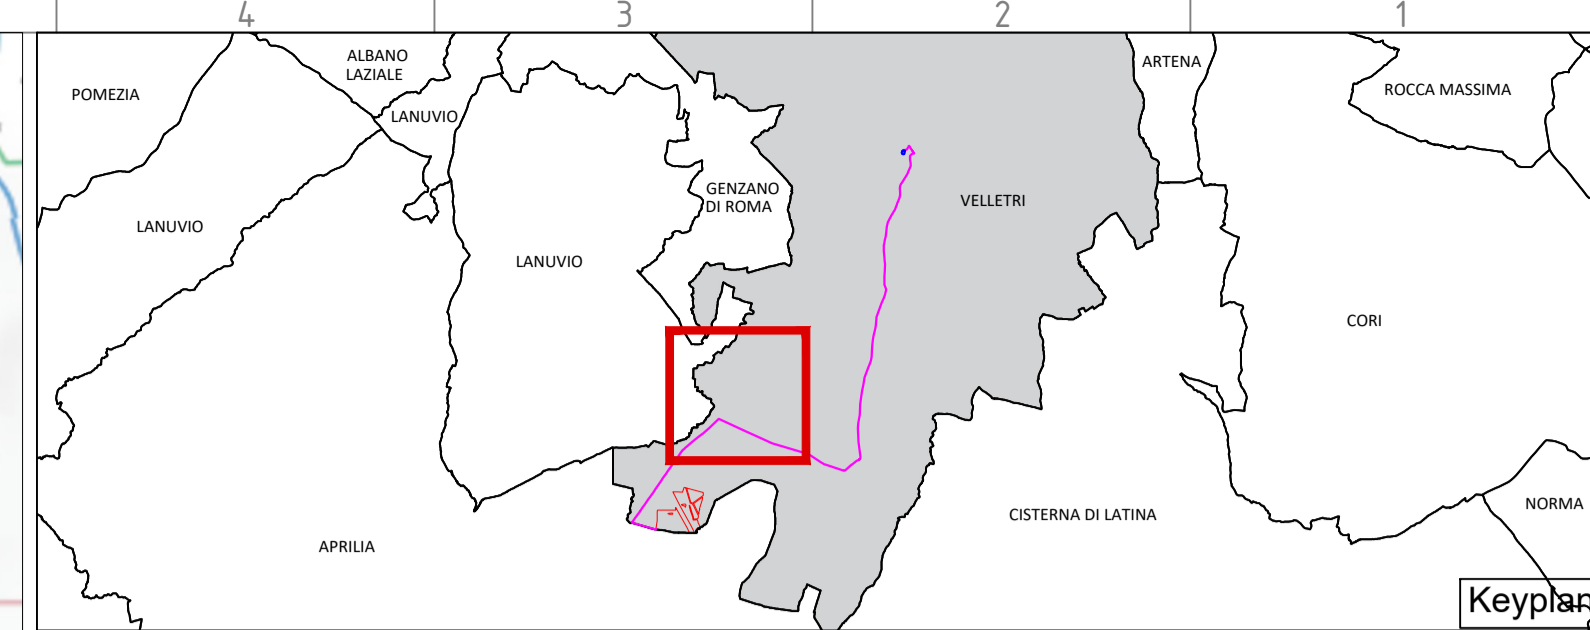 4 3 2 1
ALBANO
LAZIALE
ARTENA
POMEZIA
ROCCA MASSIMA
LANUVIO
GENZANO
DI ROMA
VELLETRI
LANUVIO
LANUVIO
CORI
NORMA
CISTERNA DI LATINA
APRILIA
Keyplan